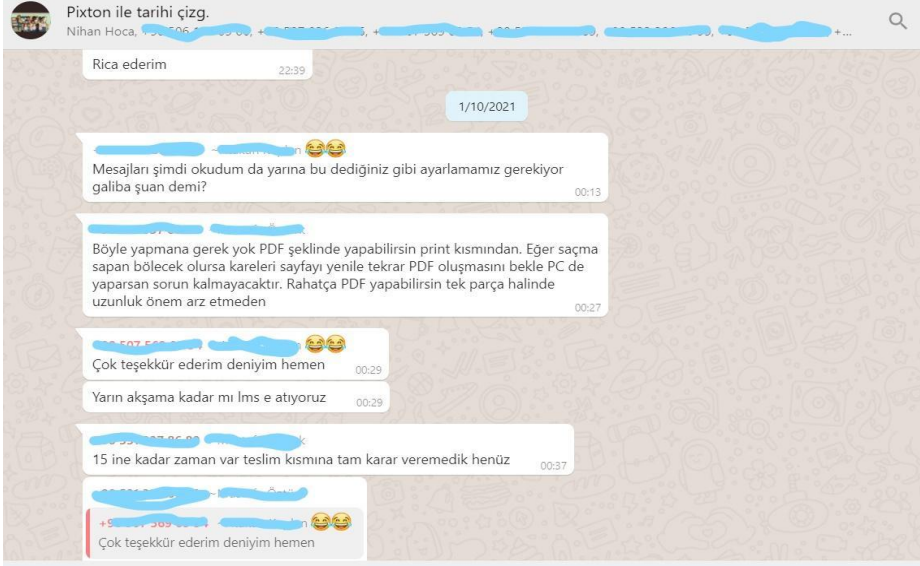 Pixton ile tarihi çizg.
Nihan Hoca,
Rica ederim
22:39
1/10/2021
Mesajları şimdi okudum da yarına bu dediğiniz gibi ayarlamamız gerekiyor
galiba şuan demi?
00:13
Böyle yapmana gerek yok PDF şeklinde yapabilirsin print kısmından. Eğer saçma
sapan bölecek olursa kareleri sayfayı yenile tekrar PDF oluşmasını bekle PC de
yaparsan sorun kalmayacaktır. Rahatça PDF yapabilirsin tek parça halinde
uzunluk önem arz etmeden
00:27
😂😂
Çok teşekkür ederim deniyim hemen
00:29
Yarın akşama kadar mı lms e atıyoruz
00:29
15 ine kadar zaman var teslim kısmına tam karar veremedik henüz
00:37
😂😂
Çok teşekkür ederim deniyim hemen